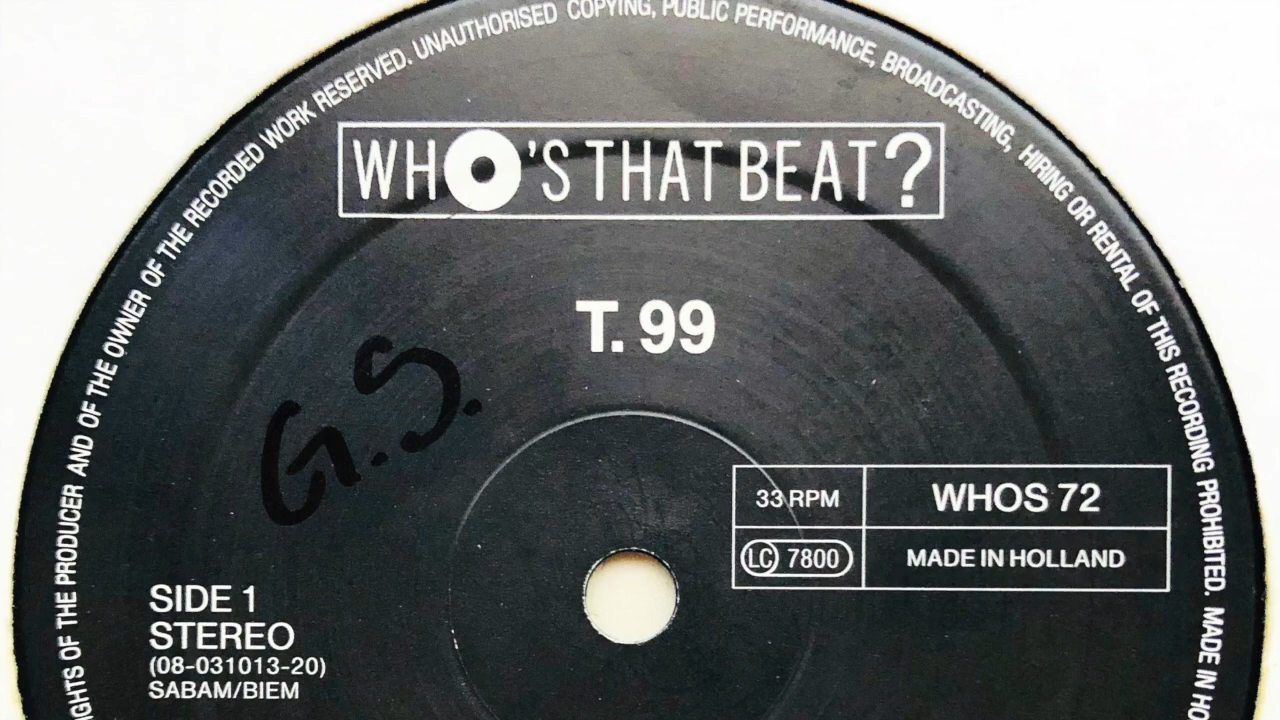 IGHTS OF THE PRODUCER AND OF THE OWNER OF THE RECORDED WORK RESERVED. UNAUTHORISED COPYING, PUBLIC PERFORMANCE, BROADCASTING, HIRING OR RENTAL OF THIS RECORDING PROHIBITED. MADE IN HO
WHO'S THAT BEAT?
T. 99
G.S.
33 RPM
WHOS 72
LC 7800
MADE IN HOLLAND
SIDE 1
STEREO
(08-031013-20)
SABAM/BIEM